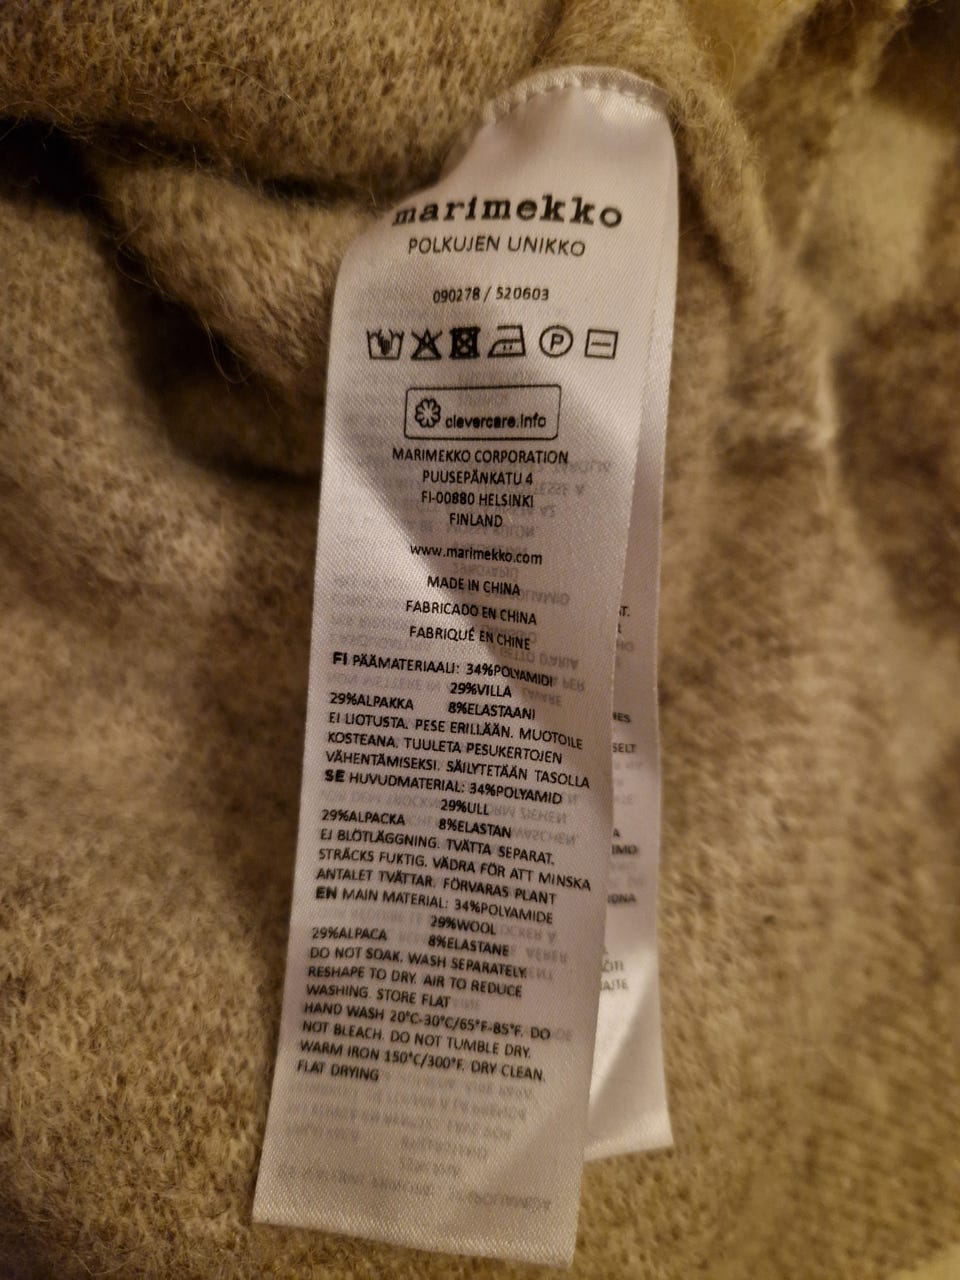 marimekko
POLKUJEN UNIKKO
090278 / 520603
P
clevercare.info
MARIMEKKO CORPORATION
PUUSEPÄNKATU 4
FI-00880 HELSINKI
FINLAND
www.marimekko.com
MADE IN CHINA
FABRICADO EN CHINA
FABRIQUÉ EN CHINE
FI PÄÄMATERIAALI: 34%POLYAMIDI
29%VILLA
29%ALPAKKA 8%ELASTAANI
EI LIOTUSTA. PESE ERILLÄÄN. MUOTOILE
KOSTEANA. TUULETA PESUKERTOJEN
VÄHENTÄMISEKSI. SÄILYTETÄÄN TASOLLA
SE HUVUDMATERIAL: 34%POLYAMID
29%ULL
29%ALPACKA 8%ELASTAN
EJ BLÖTLÄGGNING. TVÄTTA SEPARAT.
STRÄCKS FUKTIG. VÄDRA FÖR ATT MINSKA
ANTALET TVÄTTAR. FÖRVARAS PLANT
EN MAIN MATERIAL: 34%POLYAMIDE
29%WOOL
29%ALPACA 8%ELASTANE
DO NOT SOAK. WASH SEPARATELY.
RESHAPE TO DRY. AIR TO REDUCE
WASHING. STORE FLAT
HAND WASH 20°C-30°C/65°F-85°F. DO
NOT BLEACH. DO NOT TUMBLE DRY.
WARM IRON 150°C/300°F. DRY CLEAN.
FLAT DRYING